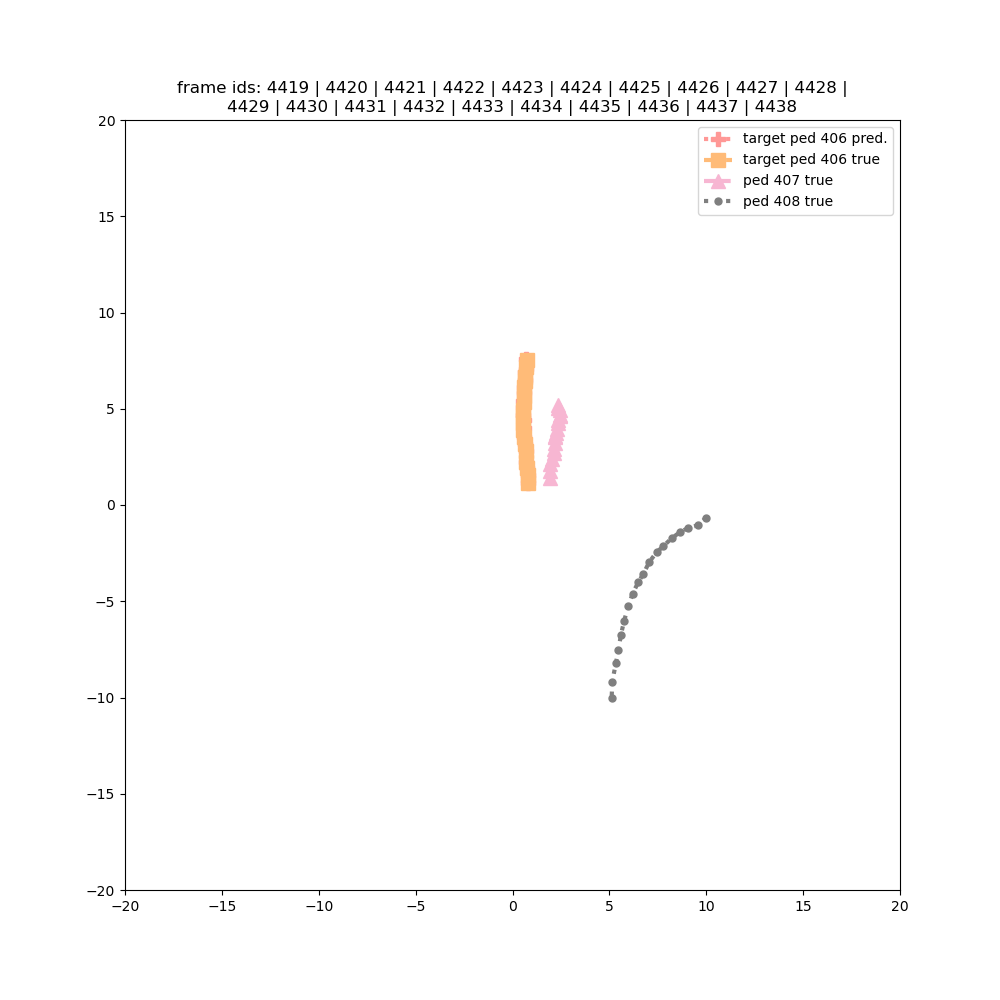 frame ids: 4419 | 4420 | 4421 | 4422 | 4423 | 4424 | 4425 | 4426 | 4427 | 4428 |
4429 | 4430 | 4431 | 4432 | 4433 | 4434 | 4435 | 4436 | 4437 | 4438
target ped 406 pred.
target ped 406 true
ped 407 true
ped 408 true
20
15
10
5
0
−5
−10
−15
−20
−20 −15 −10 −5 0 5 10 15 20